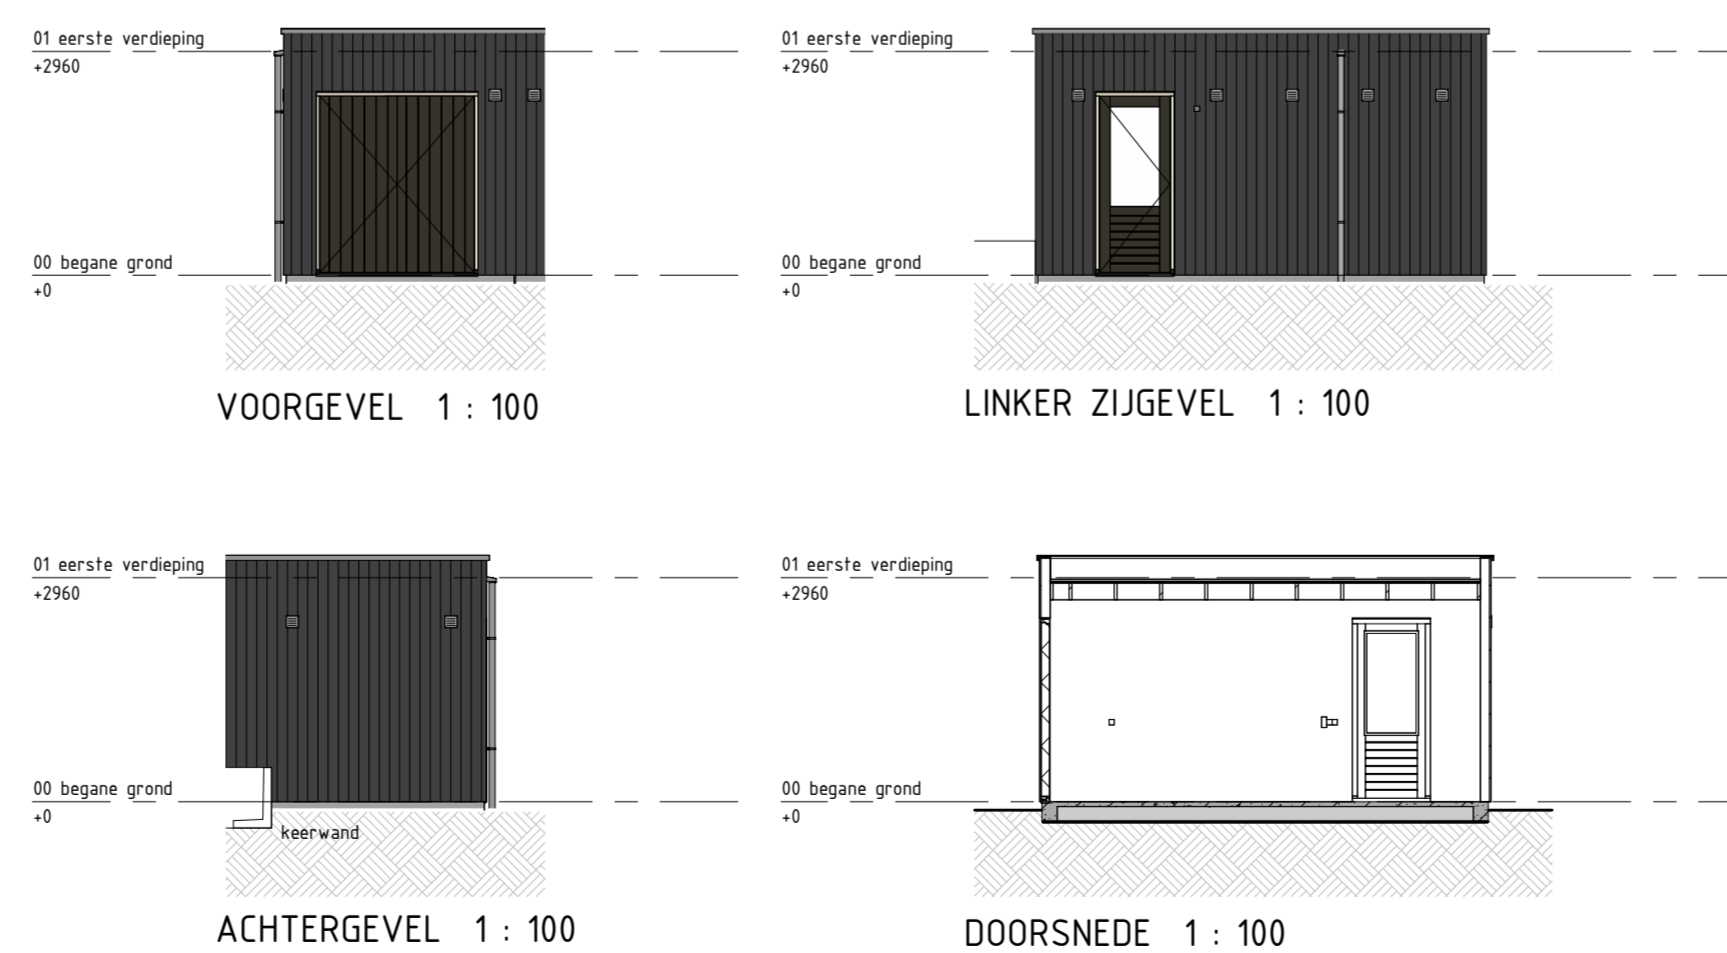 01 eerste verdieping
+2960
00 begane grond
+0
VOORGEVEL 1 : 100
01 eerste verdieping
+2960
00 begane grond
+0
LINKER ZIJGEVEL 1 : 100
01 eerste verdieping
+2960
00 begane grond
+0
keerwand
ACHTERGEVEL 1 : 100
01 eerste verdieping
+2960
00 begane grond
+0
DOORSNEDE 1 : 100